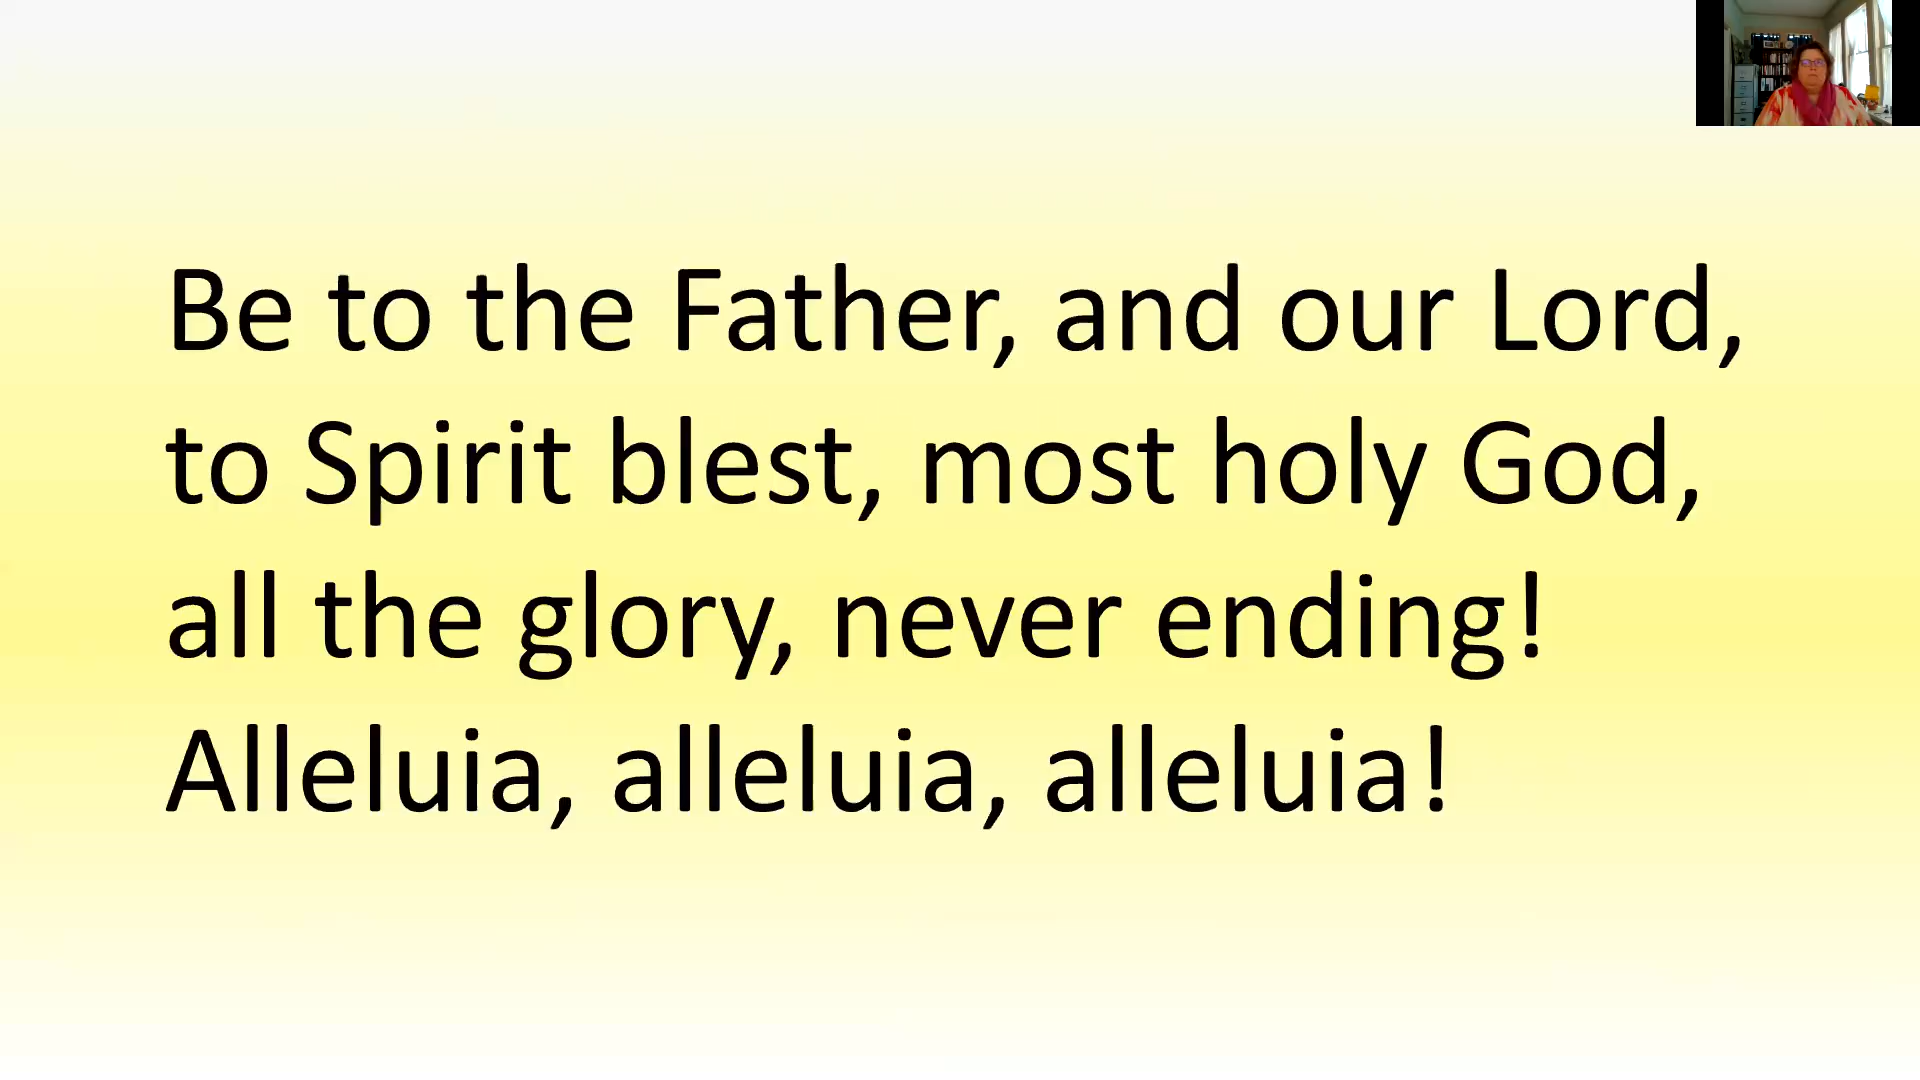 Be to the Father, and our Lord,
to Spirit blest, most holy God,
all the glory, never ending!
Alleluia, alleluia, alleluia!